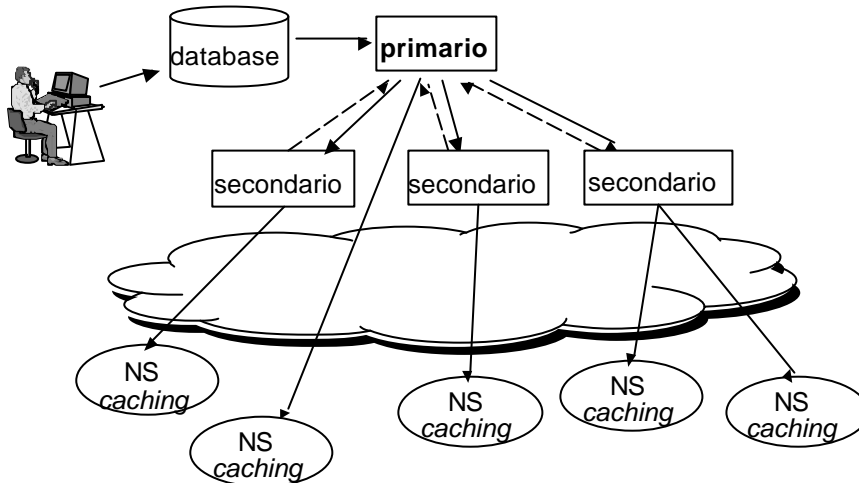 database
primario
secondario
secondario
secondario
NS
caching
NS
caching
NS
caching
NS
caching
NS
caching